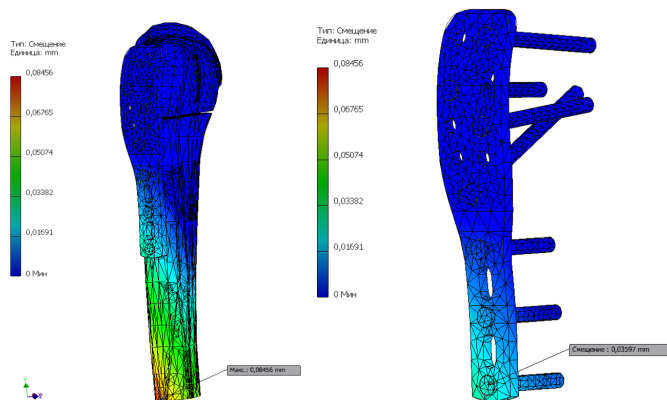 Тип: Смещение
Единица: mm
0,08456
0,06765
0,05074
0,03382
0,01691
0 Мин
Макс.: 0,08456 mm
Тип: Смещение
Единица: mm
0,08456
0,06765
0,05074
0,03382
0,01691
0 Мин
Смещение : 0,03597 mm